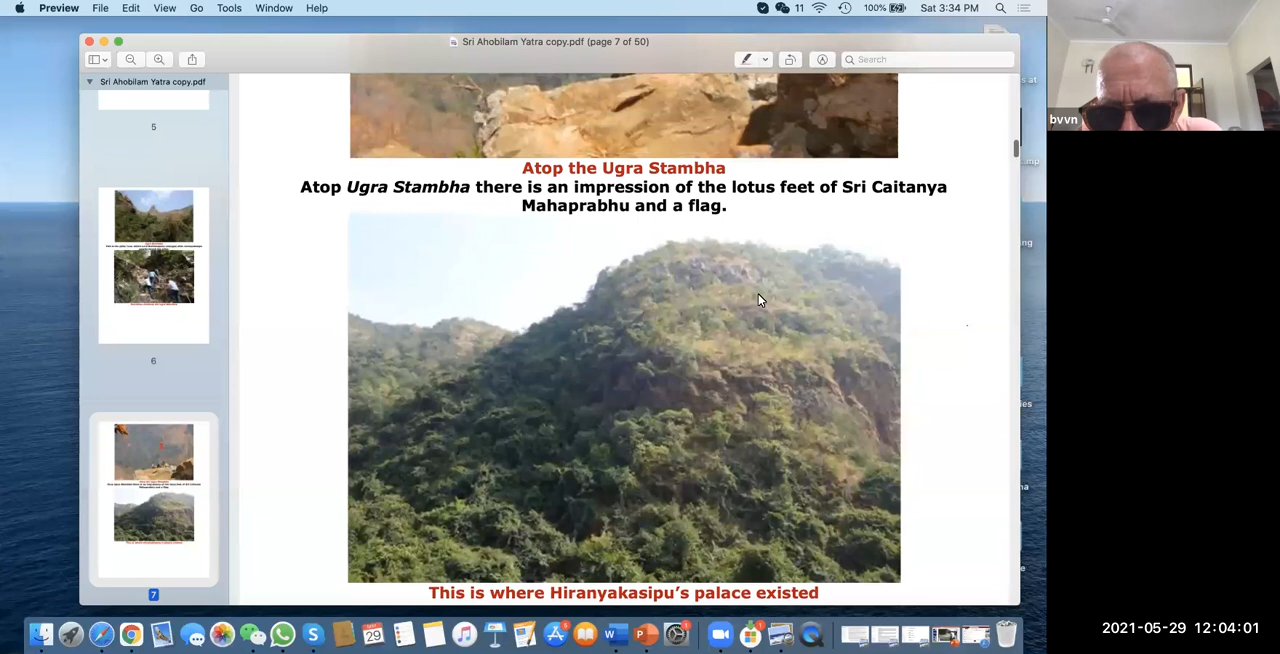 Preview File Edit View Go Tools Window Help
11 100% Sat 3:34 PM
Sri Ahobilam Yatra copy.pdf (page 7 of 50)
Search
Sri Ahobilam Yatra copy.pdf
5
6
7
Atop the Ugra Stambha
Atop Ugra Stambha there is an impression of the lotus feet of Sri Caitanya
Mahaprabhu and a flag.
This is where Hiranyakasipu’s palace existed
bvvn
29
2021-05-29 12:04:01